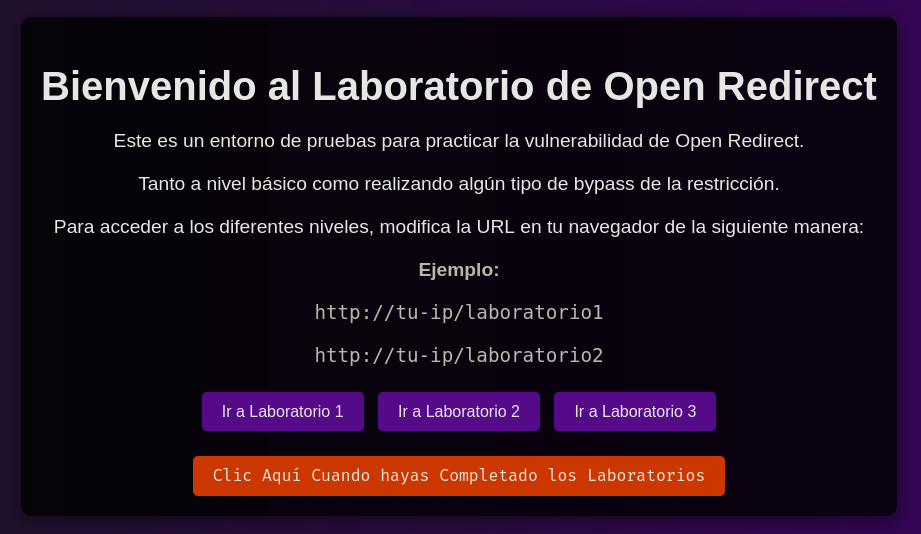 Bienvenido al Laboratorio de Open Redirect
Este es un entorno de pruebas para practicar la vulnerabilidad de Open Redirect.
Tanto a nivel básico como realizando algún tipo de bypass de la restricción.
Para acceder a los diferentes niveles, modifica la URL en tu navegador de la siguiente manera:
Ejemplo:
http://tu-ip/laboratorio1
http://tu-ip/laboratorio2
Ir a Laboratorio 1 Ir a Laboratorio 2 Ir a Laboratorio 3
Clic Aquí Cuando hayas Completado los Laboratorios